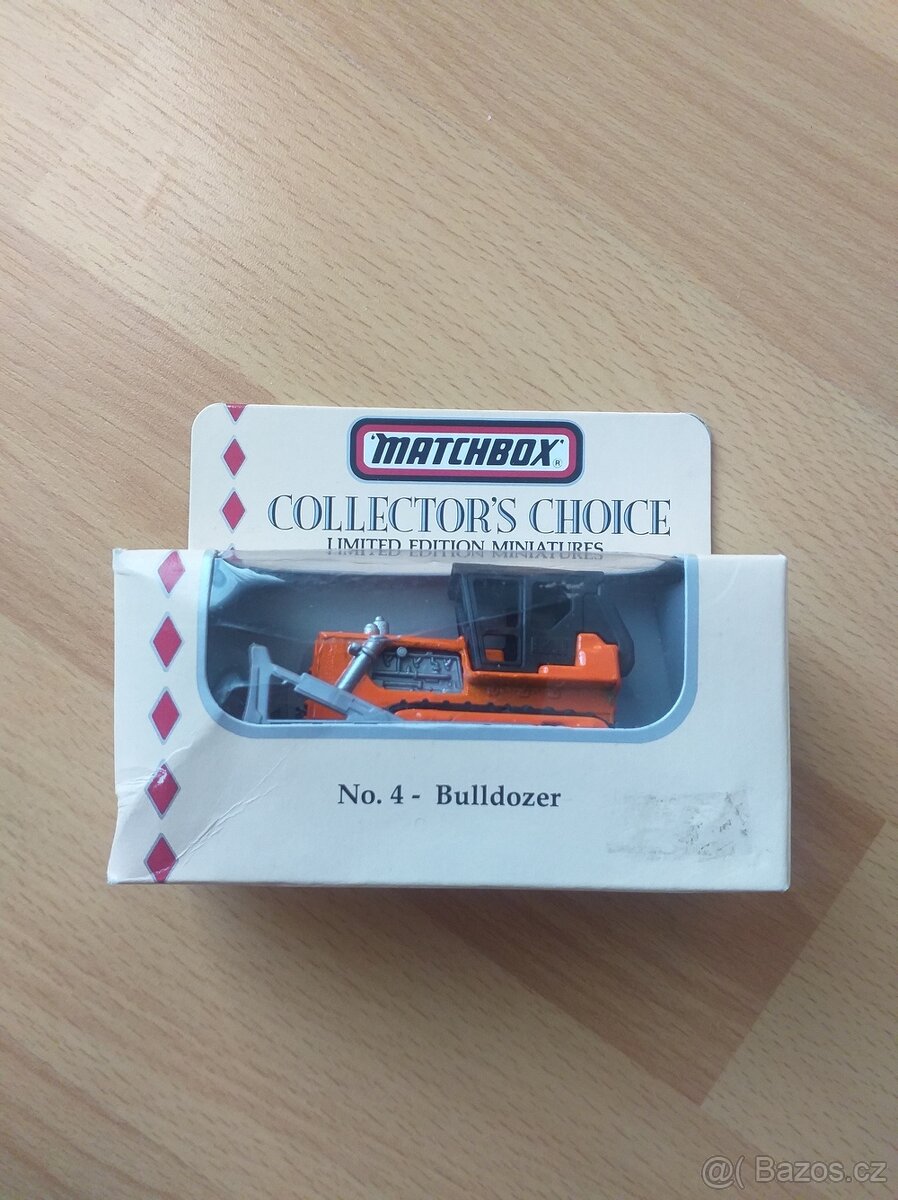 'MATCHBOX'®
COLLECTOR'S CHOICE
LIMITED EDITION MINIATURES
No. 4 - Bulldozer
@( Bazos.cz